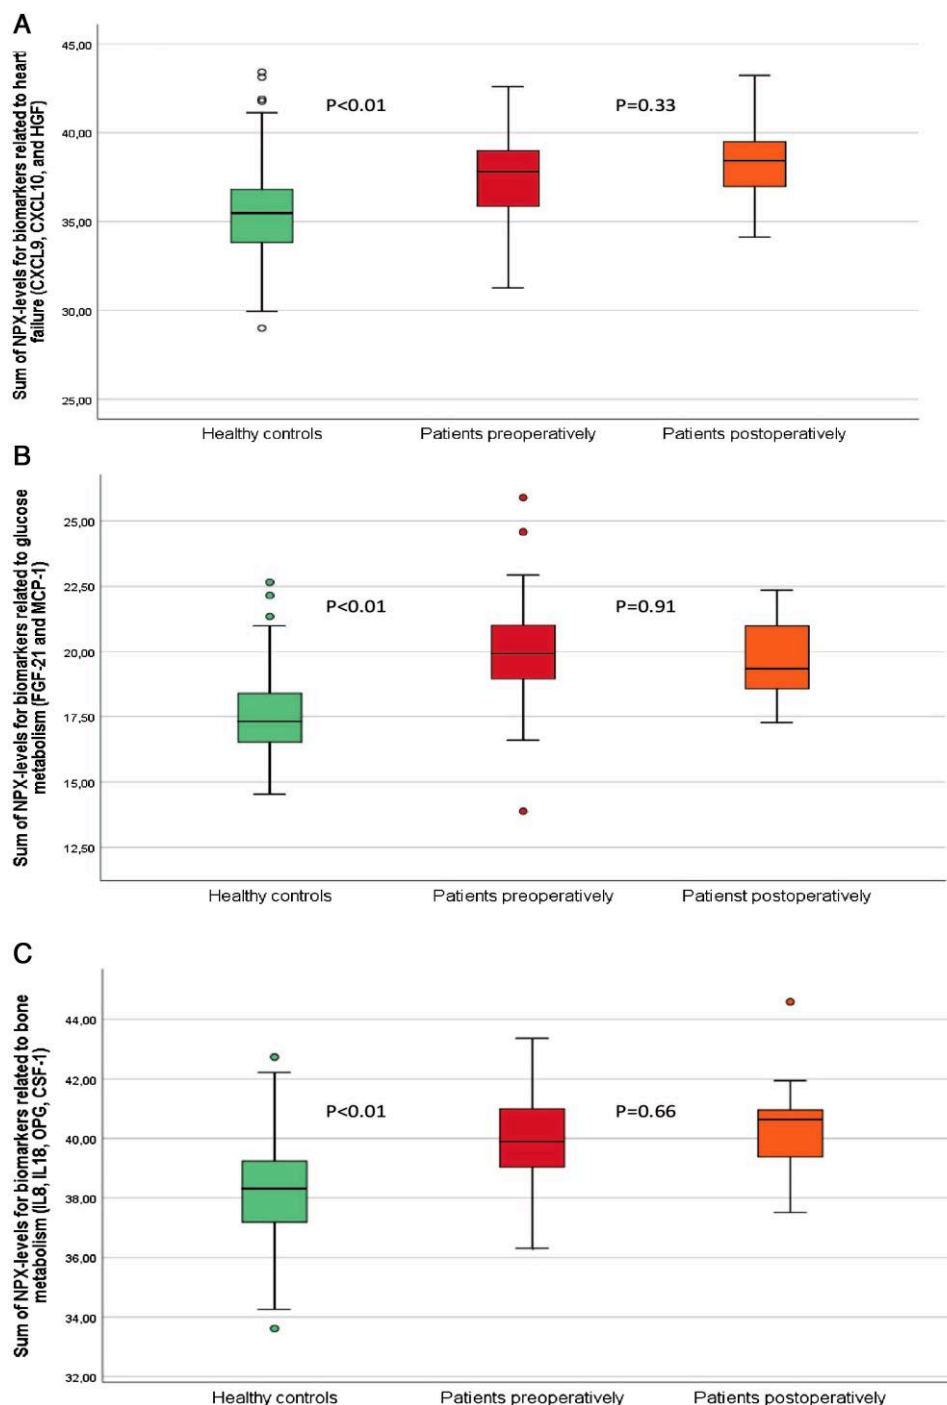 A
Sum of NPX-levels for biomarkers related to heart
failure (CXCL9, CXCL10, and HGF)
45,00
40,00
35,00
30,00
25,00
P<0.01
P=0.33
Healthy controls
Patients preoperatively
Patients postoperatively
B
Sum of NPX-levels for biomarkers related to glucose
metabolism (FGF-21 and MCP-1)
25,00
22,50
20,00
17,50
15,00
12,50
P<0.01
P=0.91
Healthy controls
Patients preoperatively
Patienst postoperatively
C
Sum of NPX-levels for biomarkers related to bone
metabolism (IL8, IL18, OPG, CSF-1)
44,00
42,00
40,00
38,00
36,00
34,00
32,00
P<0.01
P=0.66
Healthy controls
Patients preoperatively
Patients postoperatively